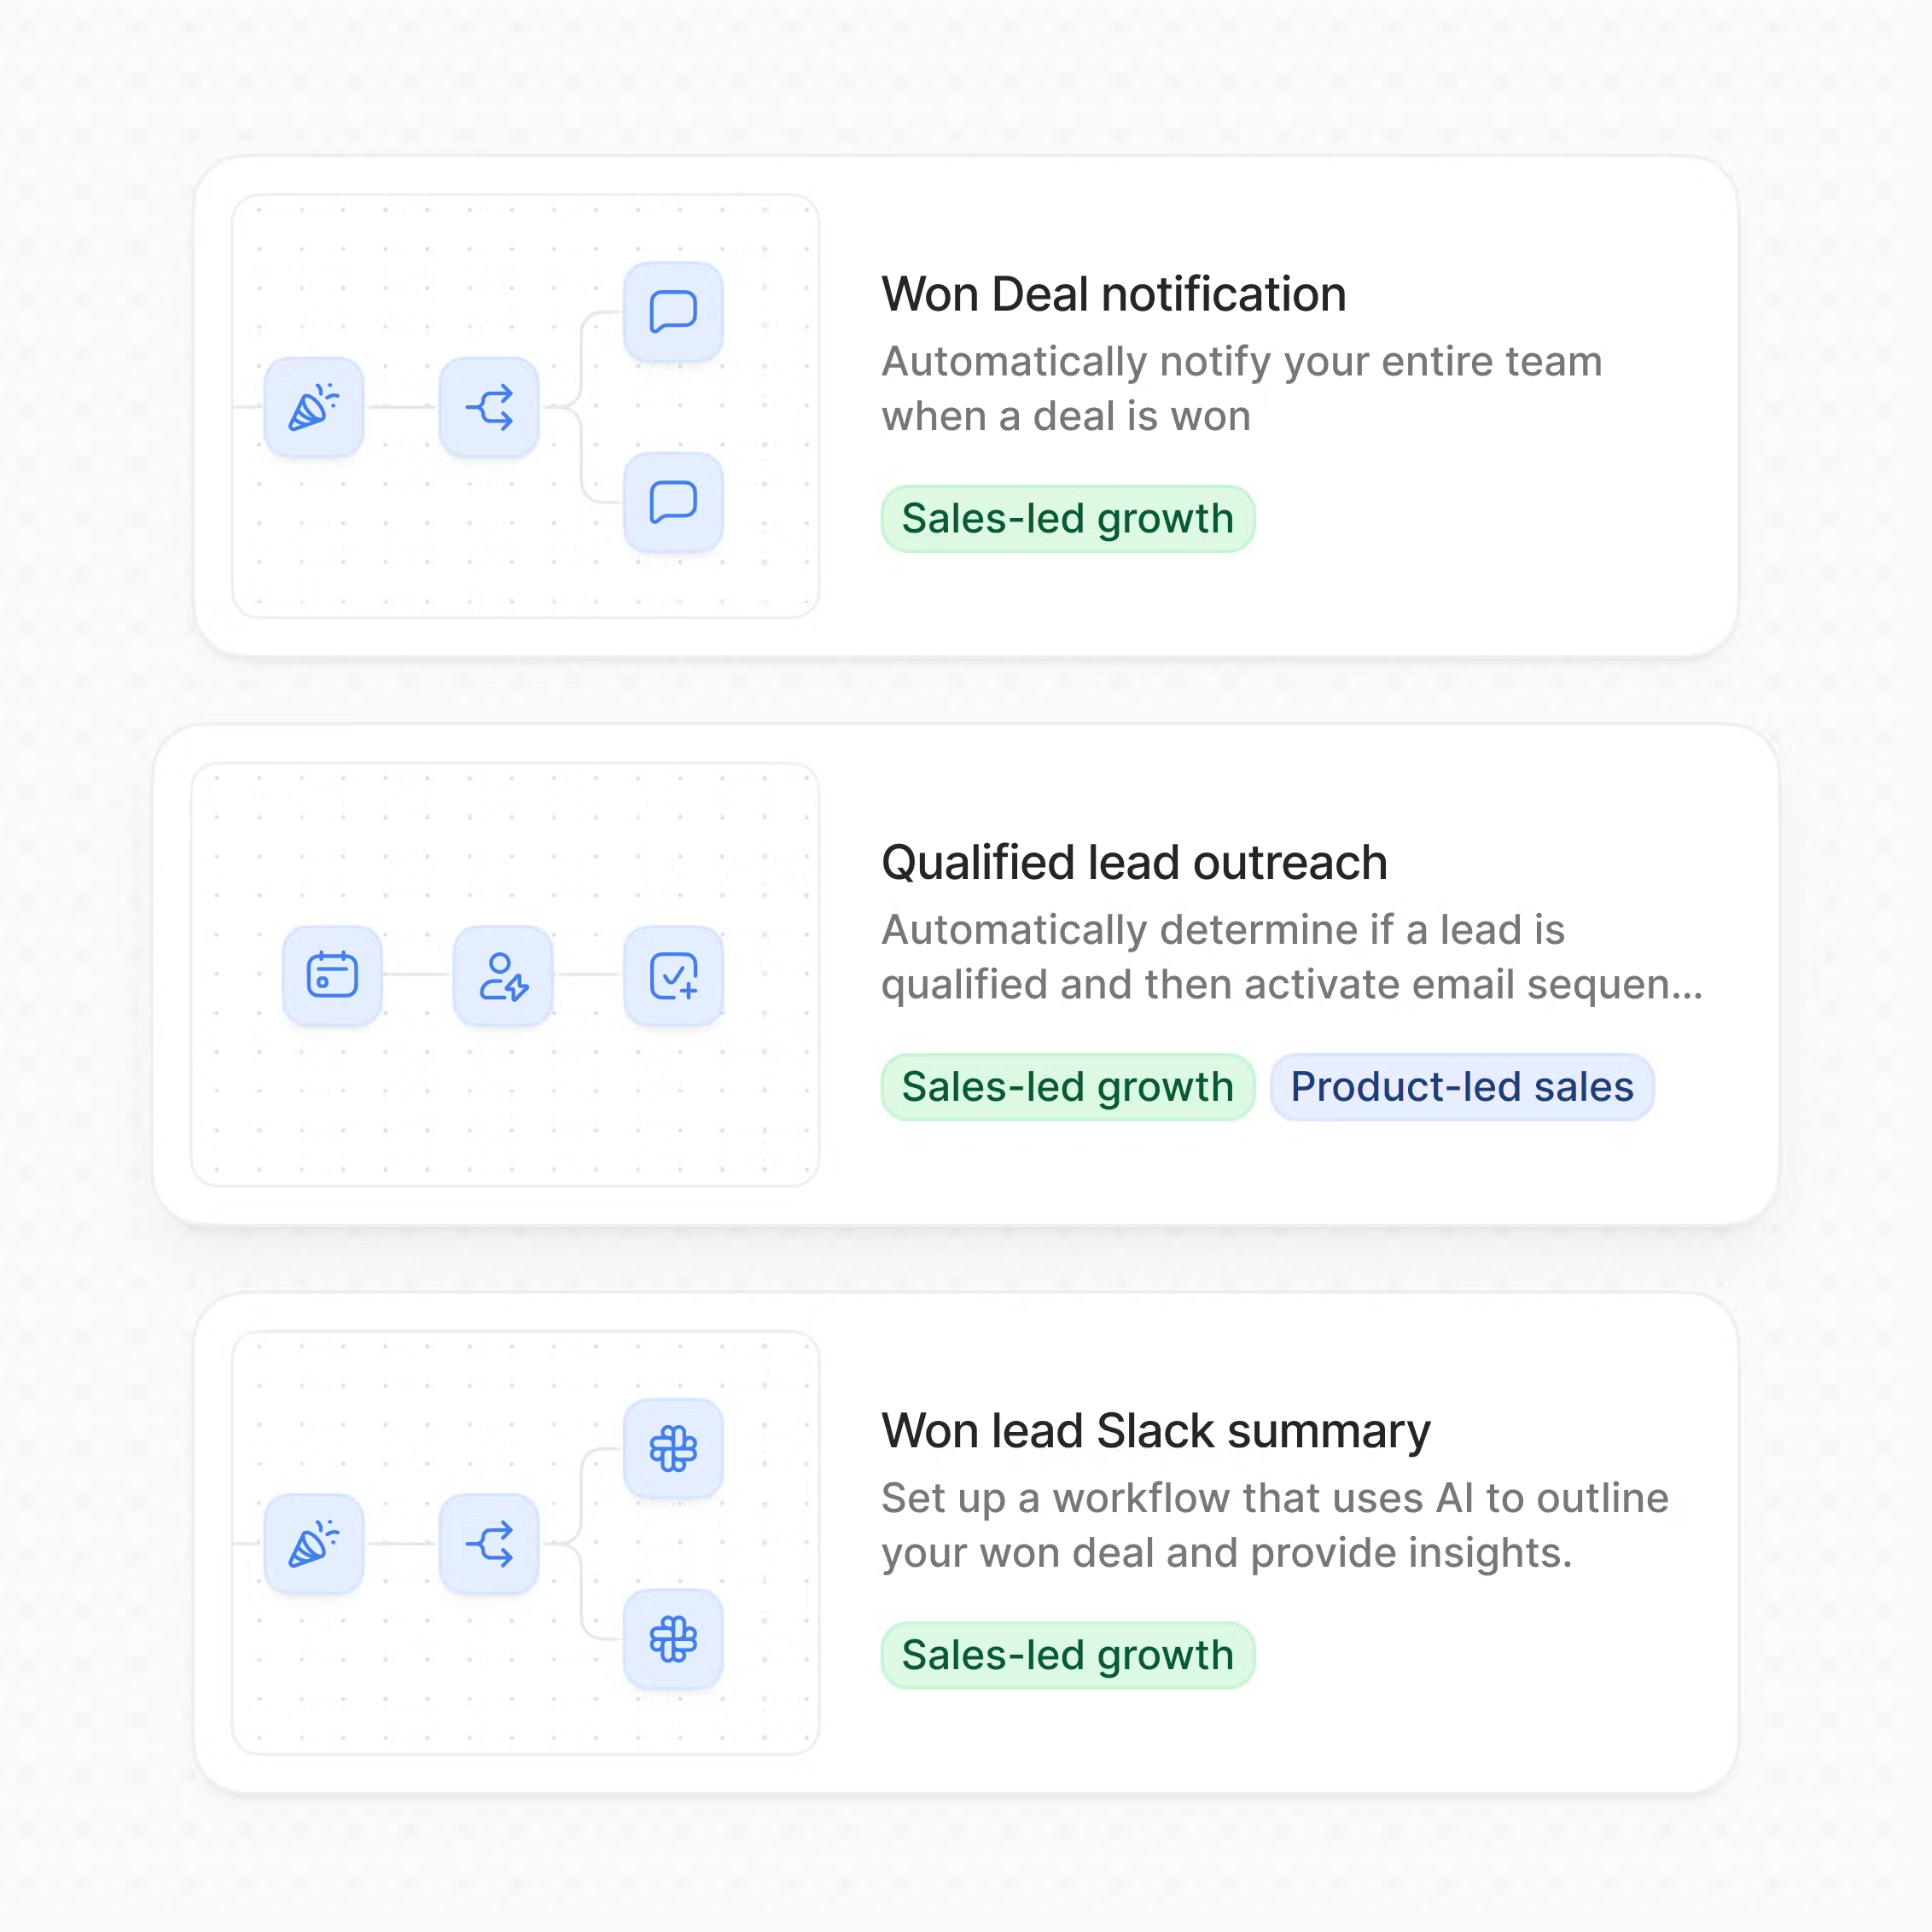 Won Deal notification
Automatically notify your entire team
when a deal is won
Sales-led growth
Qualified lead outreach
Automatically determine if a lead is
qualified and then activate email sequen...
Sales-led growth Product-led sales
Won lead Slack summary
Set up a workflow that uses AI to outline
your won deal and provide insights.
Sales-led growth